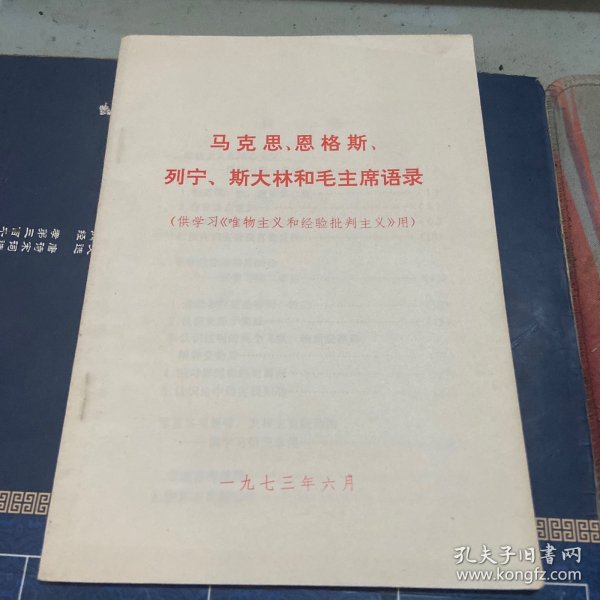 马克思、恩格斯、
列宁、斯大林和毛主席语录
(供学习《唯物主义和经验批判主义》用)
一九七三年六月
孔夫子旧书网
www.kongfz.com